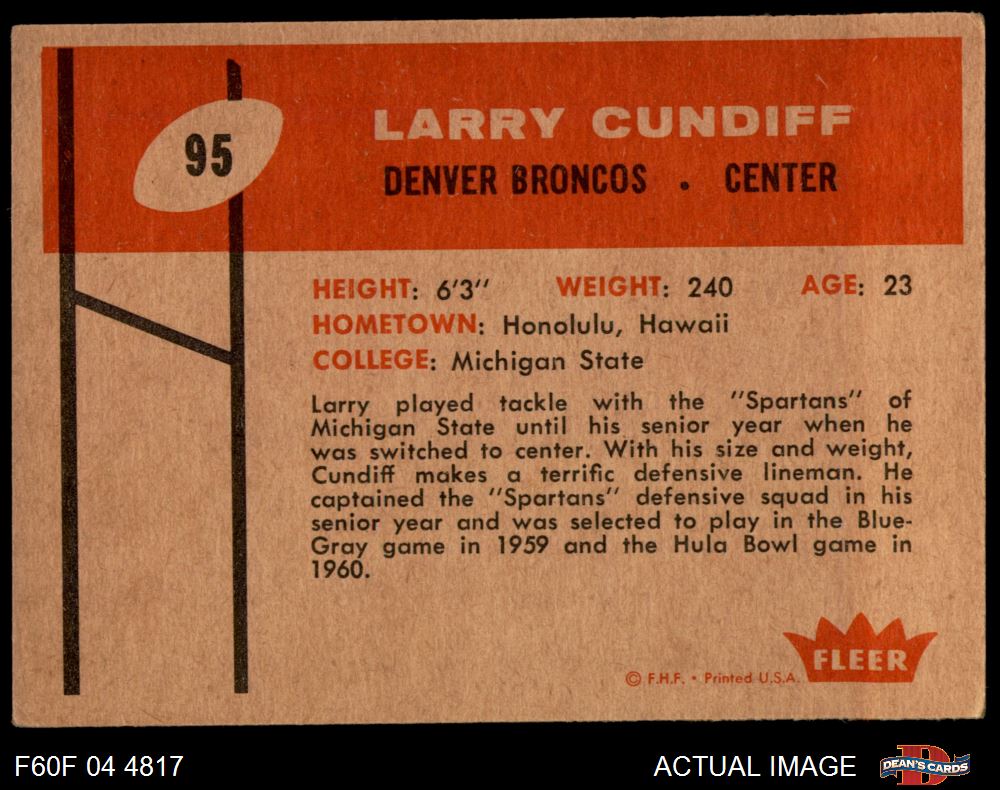 95
LARRY CUNDIFF
DENVER BRONCOS . CENTER
HEIGHT: 6'3" WEIGHT: 240 AGE: 23
HOMETOWN: Honolulu, Hawaii
COLLEGE: Michigan State
Larry played tackle with the "Spartans" of
Michigan State until his senior year when he
was switched to center. With his size and weight,
Cundiff makes a terrific defensive lineman. He
captained the "Spartans" defensive squad in his
senior year and was selected to play in the Blue-
Gray game in 1959 and the Hula Bowl game in
1960.
FLEER
© F.H.F. • Printed U.S.A.
F60F 04 4817
ACTUAL IMAGE
D
DEAN'S CARDS